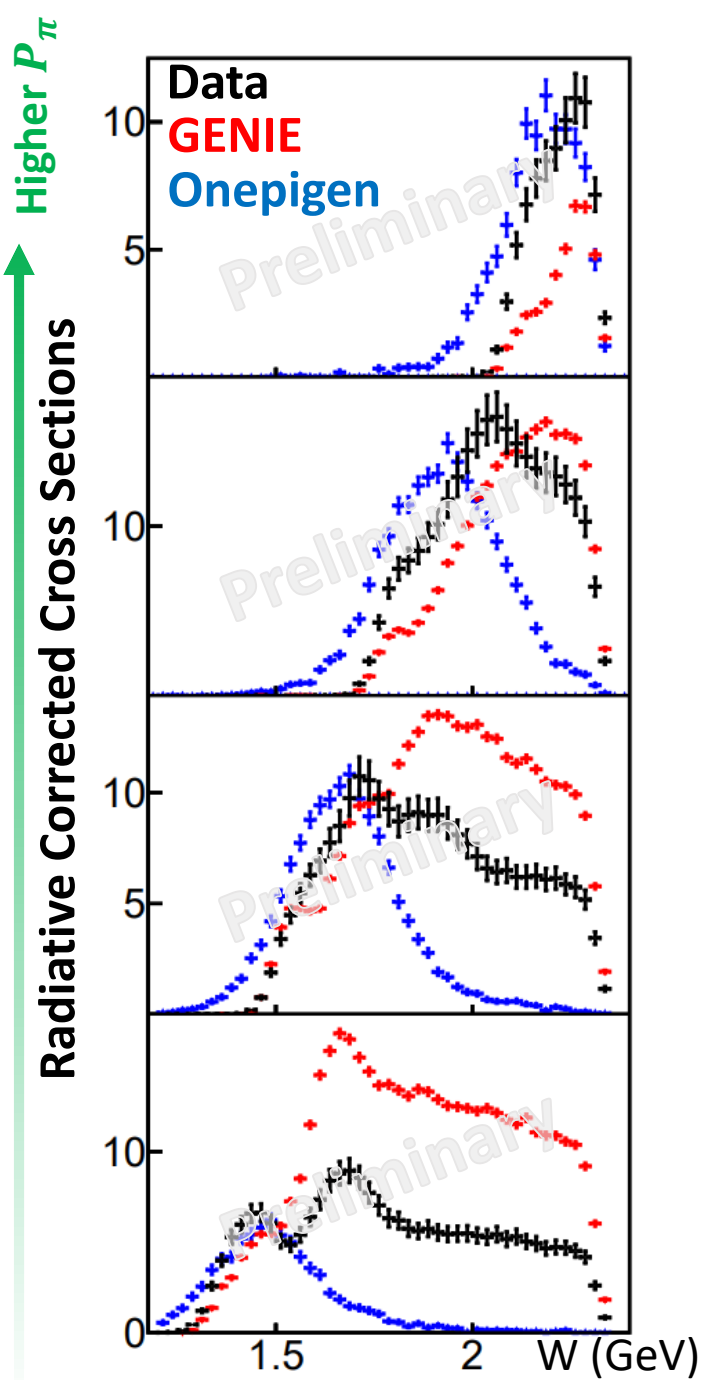 Higher Pπ
Radiative Corrected Cross Sections
Data
GENIE
Onepigen
10
5
Preliminary
10
Preliminary
10
5
Preliminary
10
0
Preliminary
1.5
2
W (GeV)